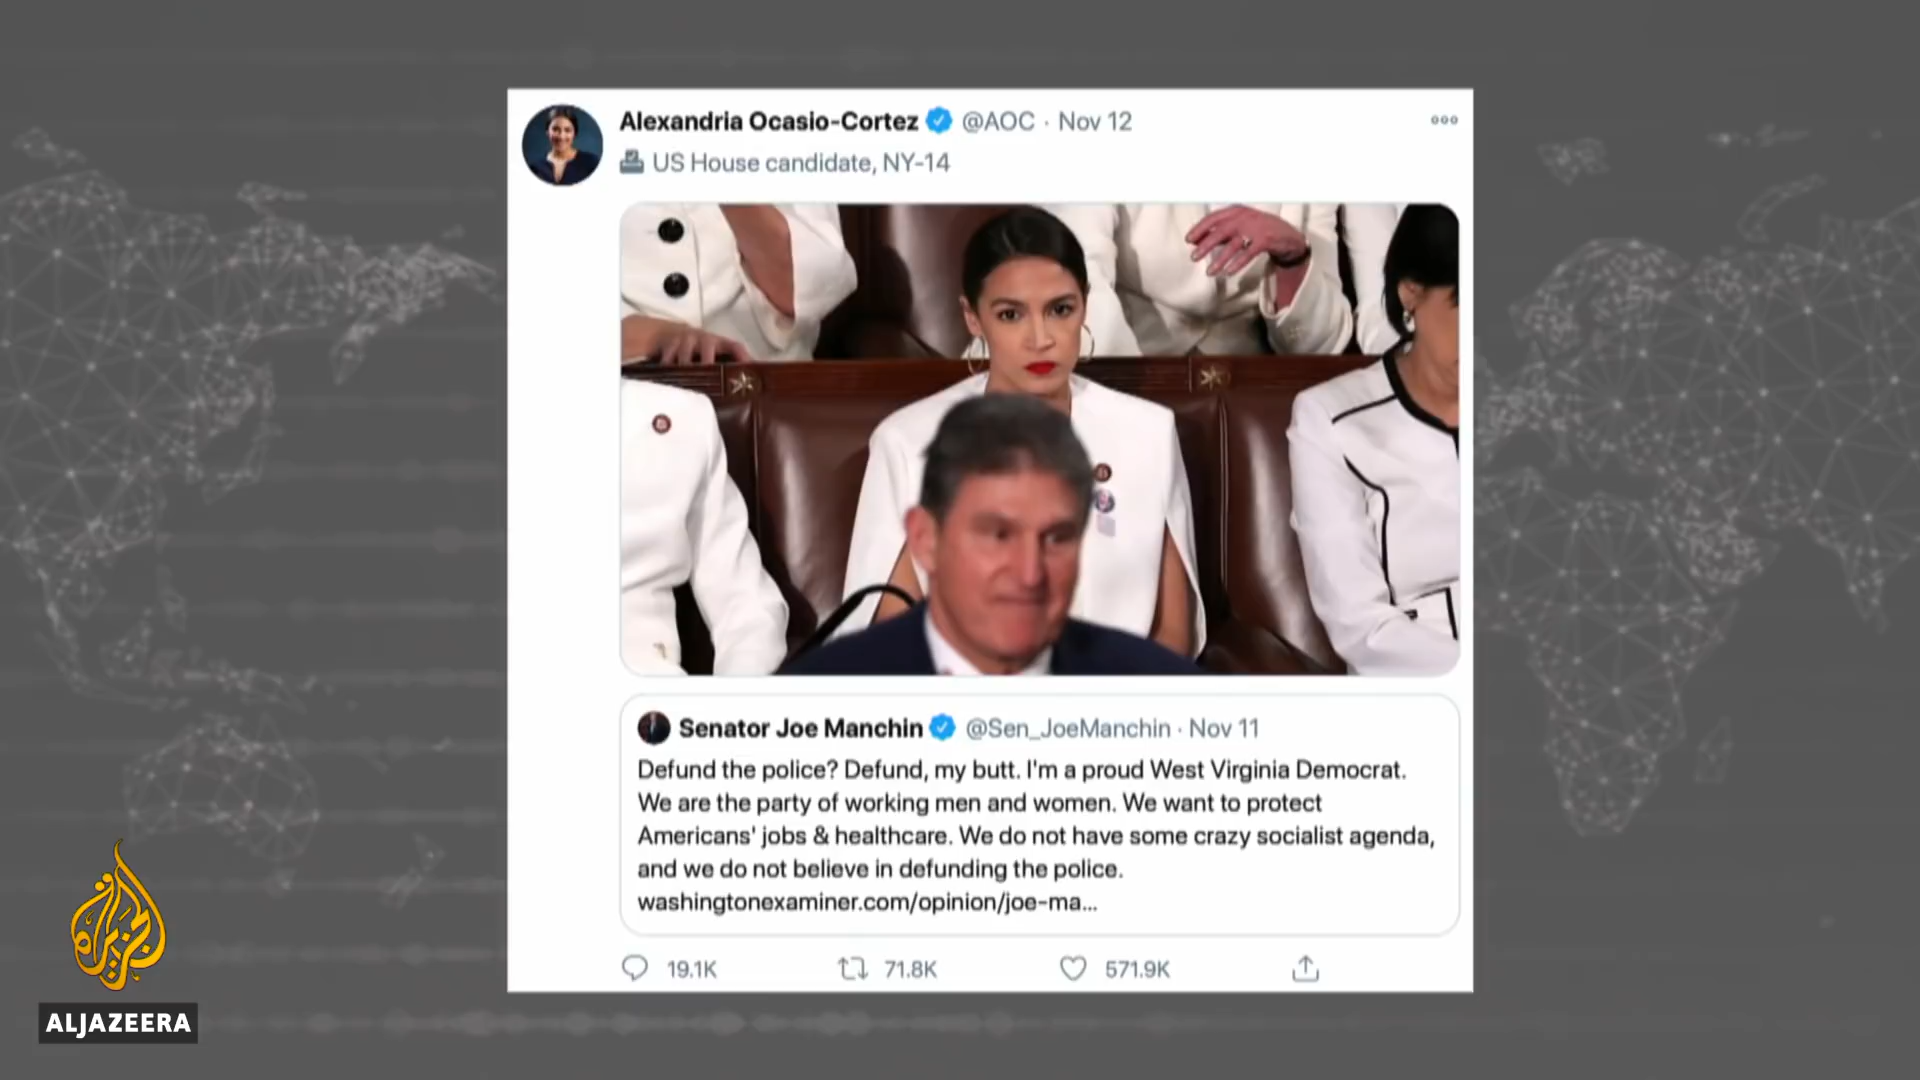 Alexandria Ocasio-Cortez @AOC · Nov 12
US House candidate, NY-14
Senator Joe Manchin @Sen_JoeManchin · Nov 11
Defund the police? Defund, my butt. I'm a proud West Virginia Democrat.
We are the party of working men and women. We want to protect
Americans' jobs & healthcare. We do not have some crazy socialist agenda,
and we do not believe in defunding the police.
washingtonexaminer.com/opinion/joe-ma...
19.1K 71.8K 571.9K
الجزيرة
ALJAZEERA